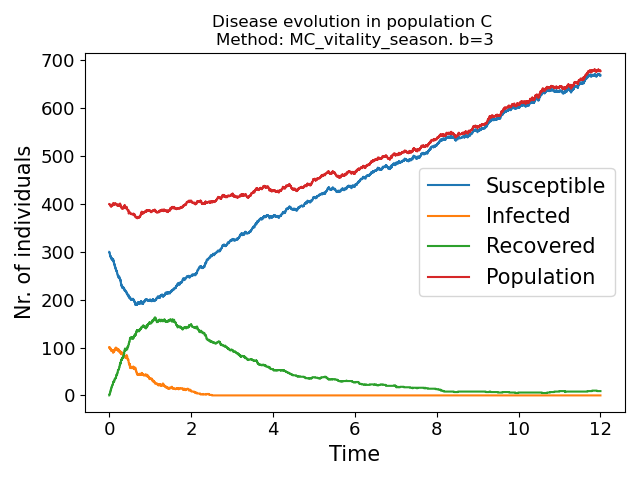 Disease evolution in population C
Method: MC_vitality_season. b=3
Nr. of individuals
700
600
500
400
300
200
100
0
Susceptible
Infected
Recovered
Population
0 2 4 6 8 10 12
Time